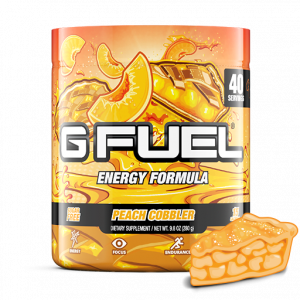 40
SERVINGS
G FUEL
ENERGY FORMULA
PEACH COBBLER
DIETARY SUPPLEMENT / NET WT. 9.8 OZ (280 g)
ENERGY
FOCUS
ENDURANCE